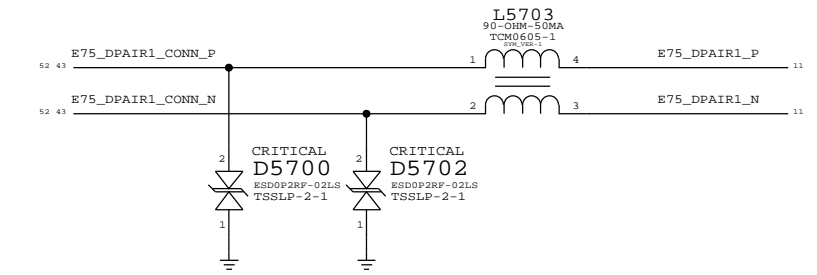 L5703
90-OHM-50MA
TCM0605-1
SYM_VER-1
E75_DPAIR1_CONN_P
1
4
E75_DPAIR1_P
52 43
11
E75_DPAIR1_CONN_N
2
3
E75_DPAIR1_N
52 43
11
2
CRITICAL
D5700
ESD0P2RF-02LS
TSSLP-2-1
1
2
CRITICAL
D5702
ESD0P2RF-02LS
TSSLP-2-1
1